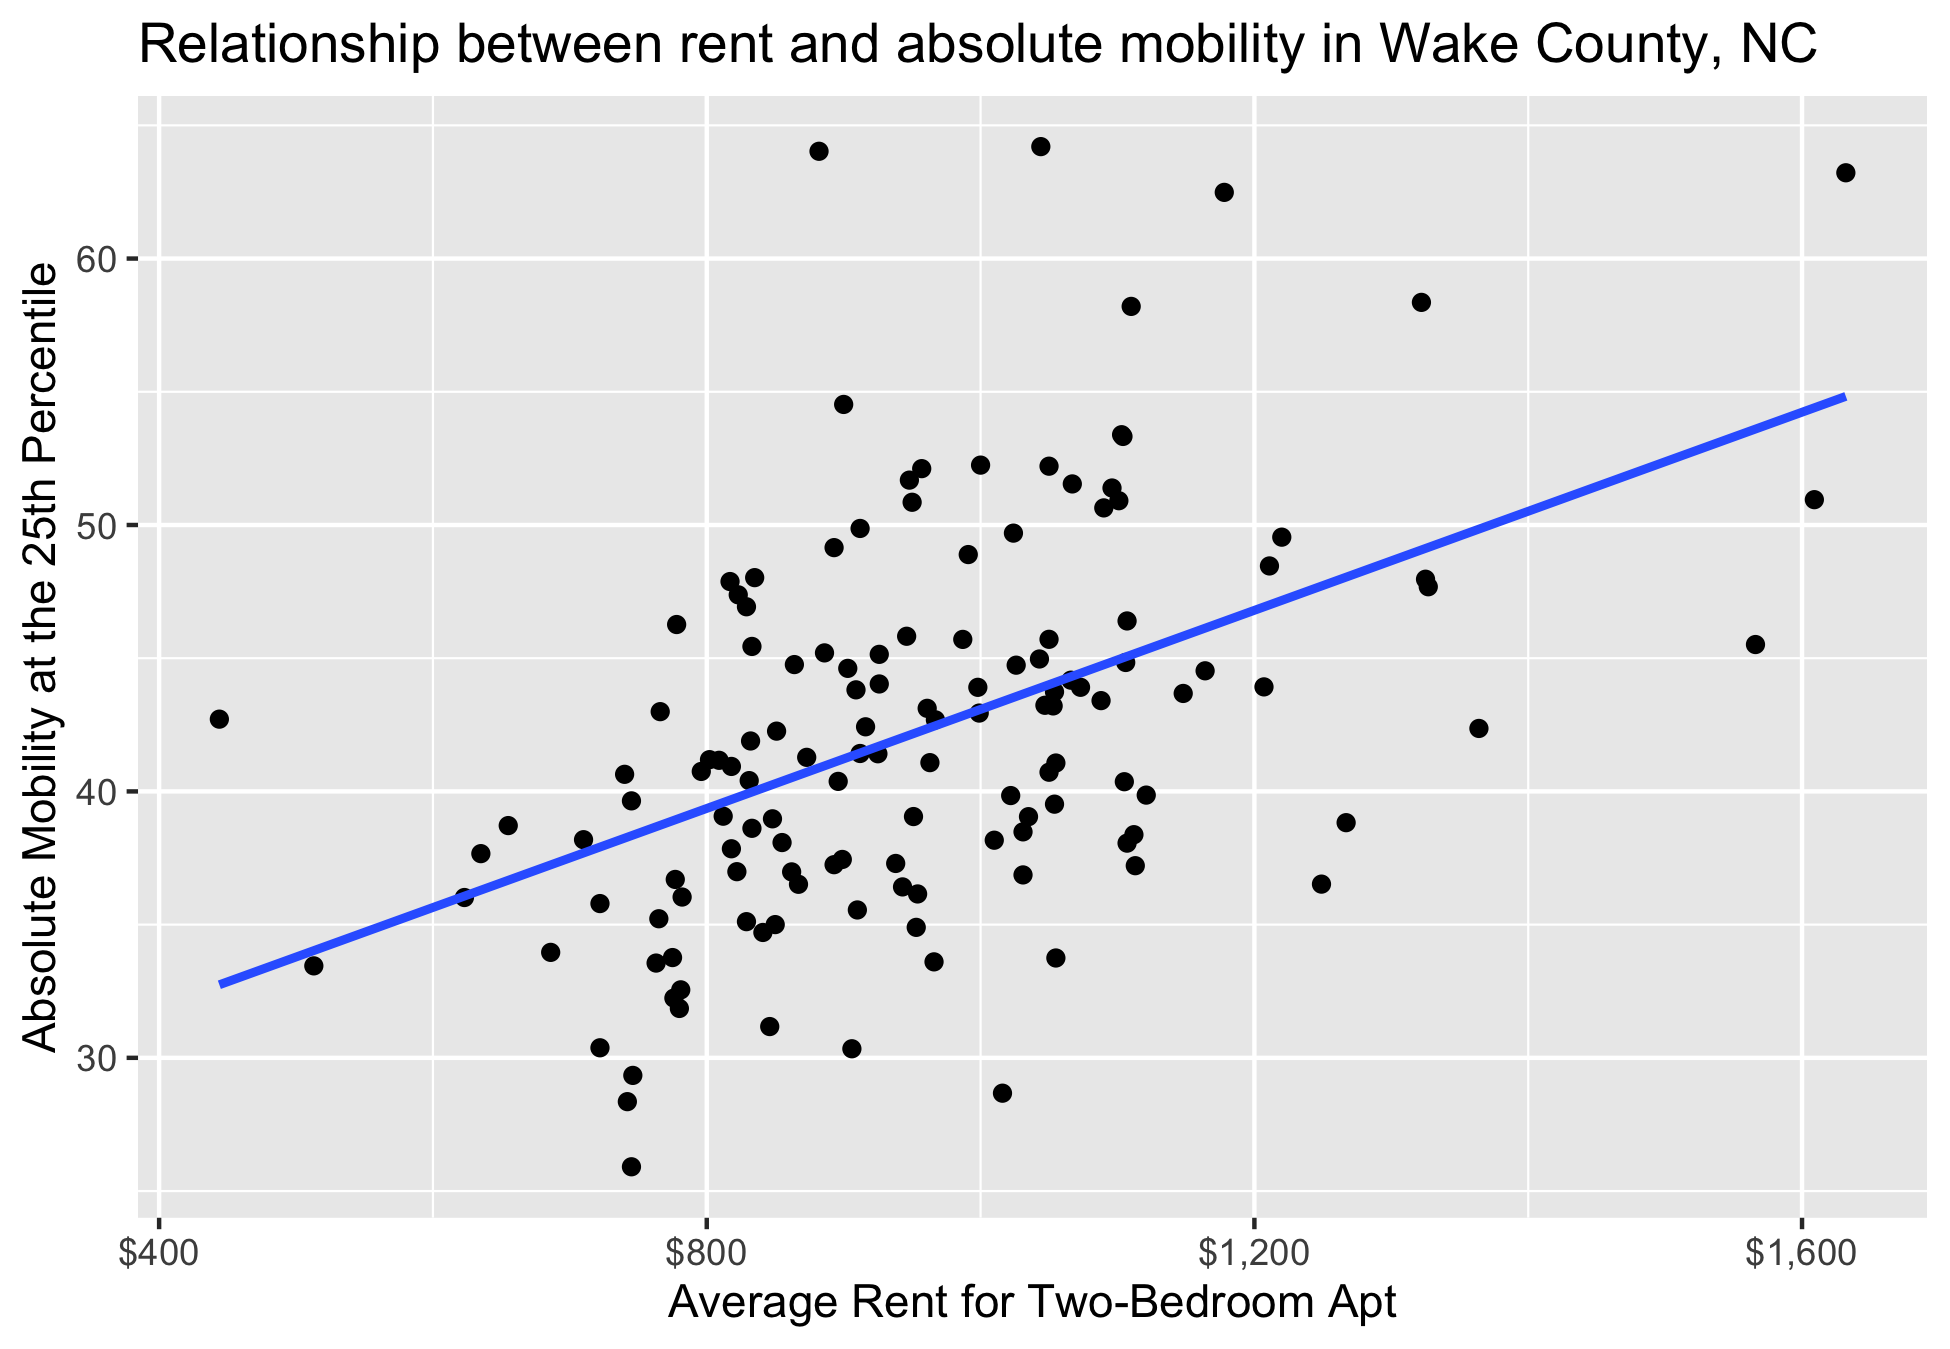 Relationship between rent and absolute mobility in Wake County, NC
Absolute Mobility at the 25th Percentile
60
50
40
30
$400 $800 $1,200 $1,600
Average Rent for Two-Bedroom Apt